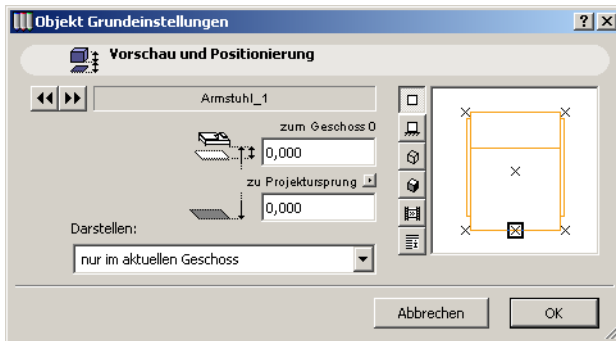 Objekt Grundeinstellungen
Vorschau und Positionierung
Armstuhl_1
zum Geschoss 0
0,000
zu Projektursprung
0,000
Darstellen:
nur im aktuellen Geschoss
Abbrechen
OK